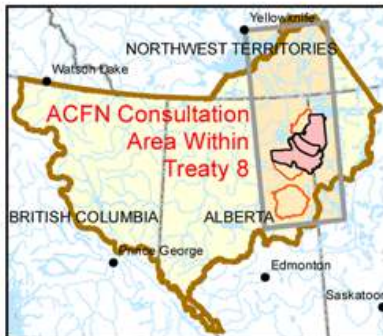 Yellowknife
NORTHWEST TERRITORIES
Watson Lake
ACFN Consultation
Area Within
Treaty 8
BRITISH COLUMBIA
ALBERTA
Prince George
Edmonton
Saskatoon